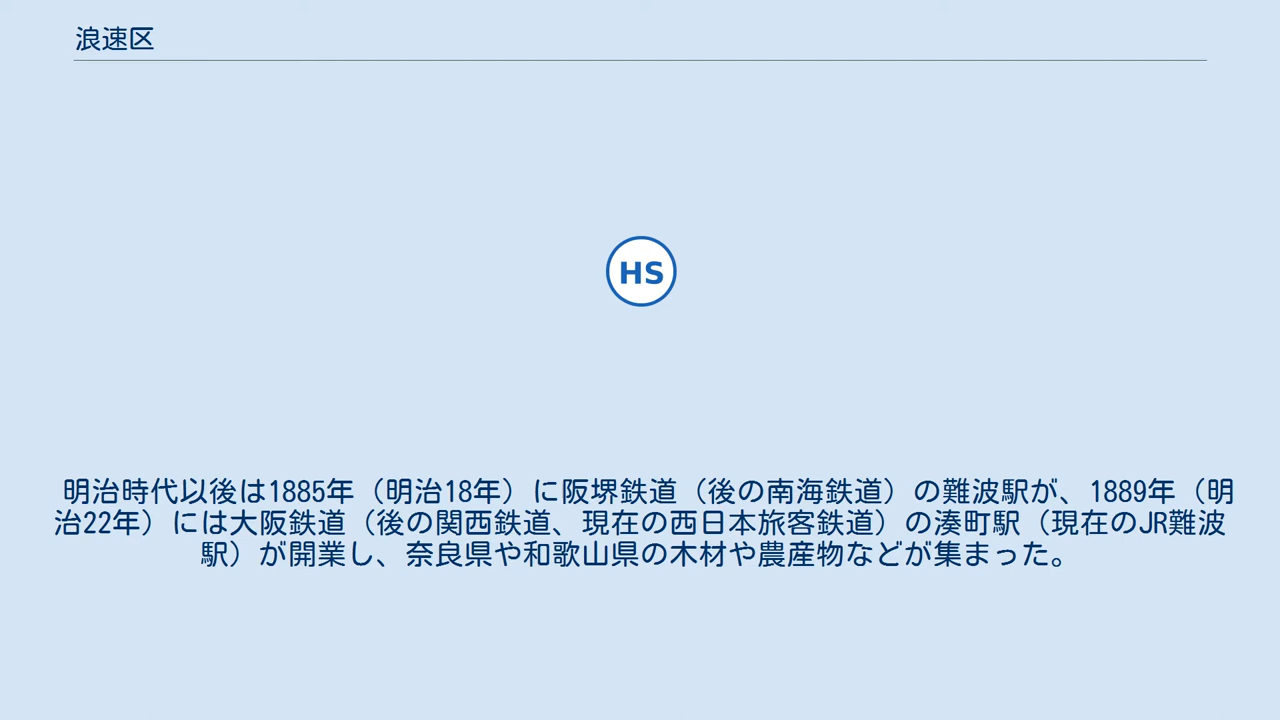 浪速区
HS
明治時代以後は1885年（明治18年）に阪堺鉄道（後の南海鉄道）の難波駅が、1889年（明
治22年）には大阪鉄道（後の関西鉄道、現在の西日本旅客鉄道）の湊町駅（現在のJR難波
駅）が開業し、奈良県や和歌山県の木材や農産物などが集まった。